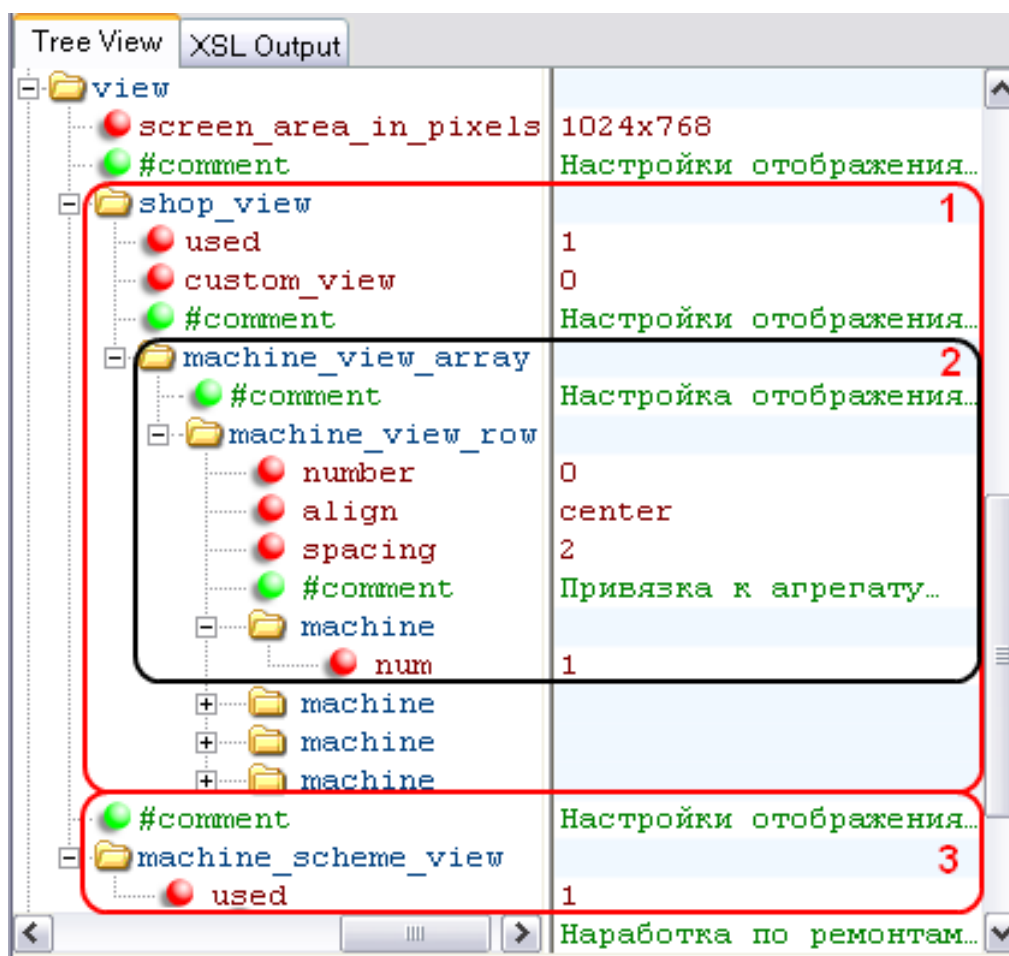 Tree View XSL Output
view
screen_area_in_pixels 1024x768
#comment Настройки отображения…
shop_view 1
used 1
custom_view 0
#comment Настройки отображения…
machine_view_array 2
#comment Настройка отображения…
machine_view_row
number 0
align center
spacing 2
#comment Привязка к агрегату…
machine
num 1
machine
machine
machine
#comment Настройки отображения…
machine_scheme_view 3
used 1
Наработка по ремонтам…